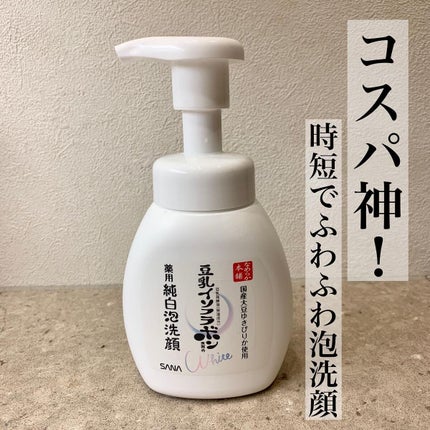 コスパ神！
時短でふわふわ泡洗顔
なめらか
本舗
国産大豆ゆきぴりか使用
豆乳イソフラボン
薬用 純白泡洗顔
White
SANA